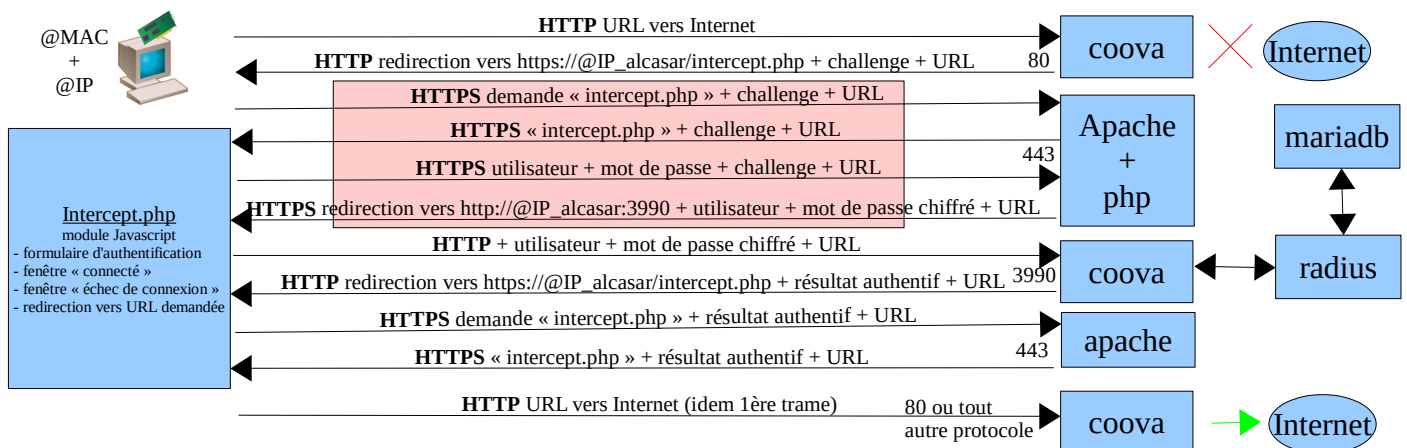 @MAC
+
@IP
HTTP URL vers Internet
coova
Internet
HTTP redirection vers https://@IP_alcasar/intercept.php + challenge + URL
80
HTTPS demande « intercept.php » + challenge + URL
HTTPS « intercept.php » + challenge + URL
443
HTTPS utilisateur + mot de passe + challenge + URL
HTTPS redirection vers http://@IP_alcasar:3990 + utilisateur + mot de passe chiffré + URL
Apache
+
php
mariadb
radius
Intercept.php
module Javascript
- formulaire d'authentification
- fenêtre « connecté »
- fenêtre « échec de connexion »
- redirection vers URL demandée
HTTP + utilisateur + mot de passe chiffré + URL
HTTP redirection vers https://@IP_alcasar/intercept.php + résultat authentif + URL
3990
coova
HTTPS demande « intercept.php » + résultat authentif + URL
HTTPS « intercept.php » + résultat authentif + URL
443
apache
HTTP URL vers Internet (idem 1ère trame)
80 ou tout
autre protocole
coova
Internet